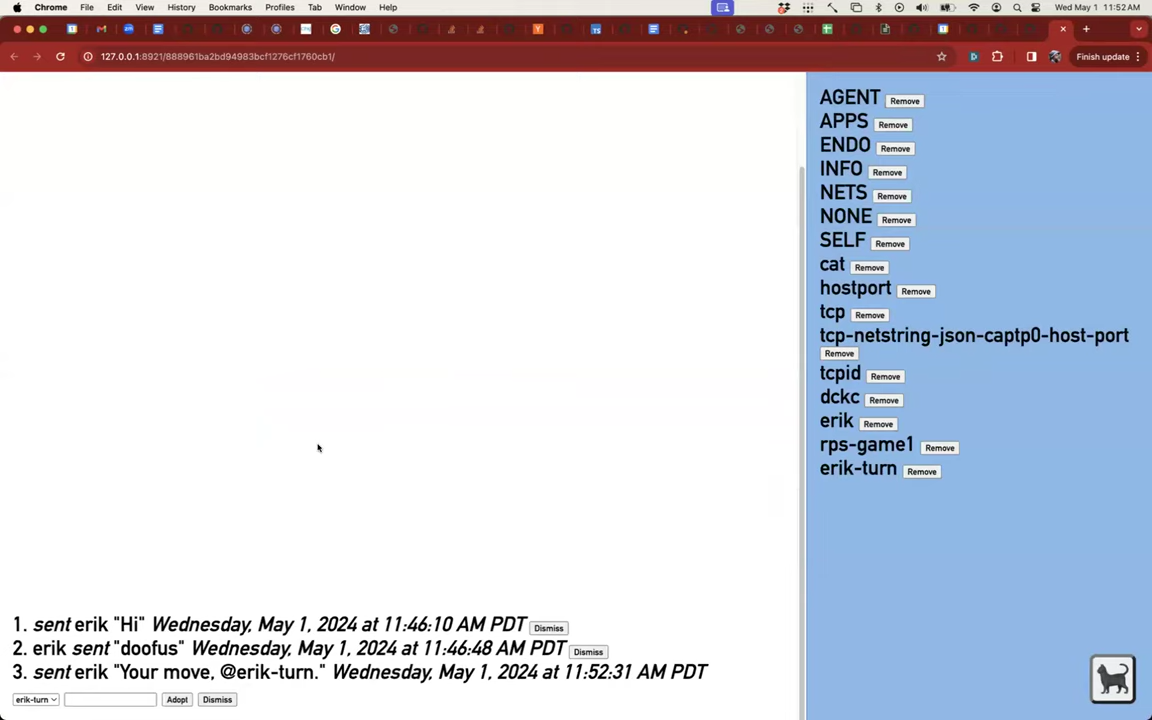 Chrome File Edit View History Bookmarks Profiles Tab Window Help Wed May 1 11:52AM
127.0.0.1:8921/888961ba2bd94983bcf1276cf1760cb1/ Finish update
AGENT Remove
APPS Remove
ENDO Remove
INFO Remove
NETS Remove
NONE Remove
SELF Remove
cat Remove
hostport Remove
tcp Remove
tcp-netstring-json-captp0-host-port
Remove
tcpid Remove
dckc Remove
erik Remove
rps-game1 Remove
erik-turn Remove
1. sent erik "Hi" Wednesday, May 1, 2024 at 11:46:10 AM PDT Dismiss
2. erik sent "doofus" Wednesday, May 1, 2024 at 11:46:48 AM PDT Dismiss
3. sent erik "Your move, @erik-turn." Wednesday, May 1, 2024 at 11:52:31 AM PDT
erik-turn Adopt Dismiss